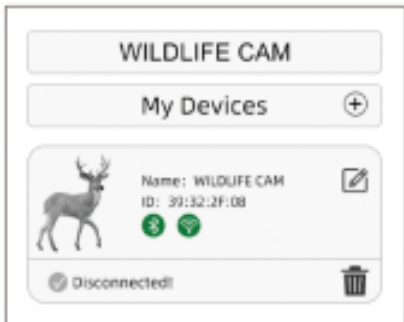 WILDLIFE CAM
My Devices
Name: WILDLIFE CAM
ID: 39:32:2F:08
Disconnected!